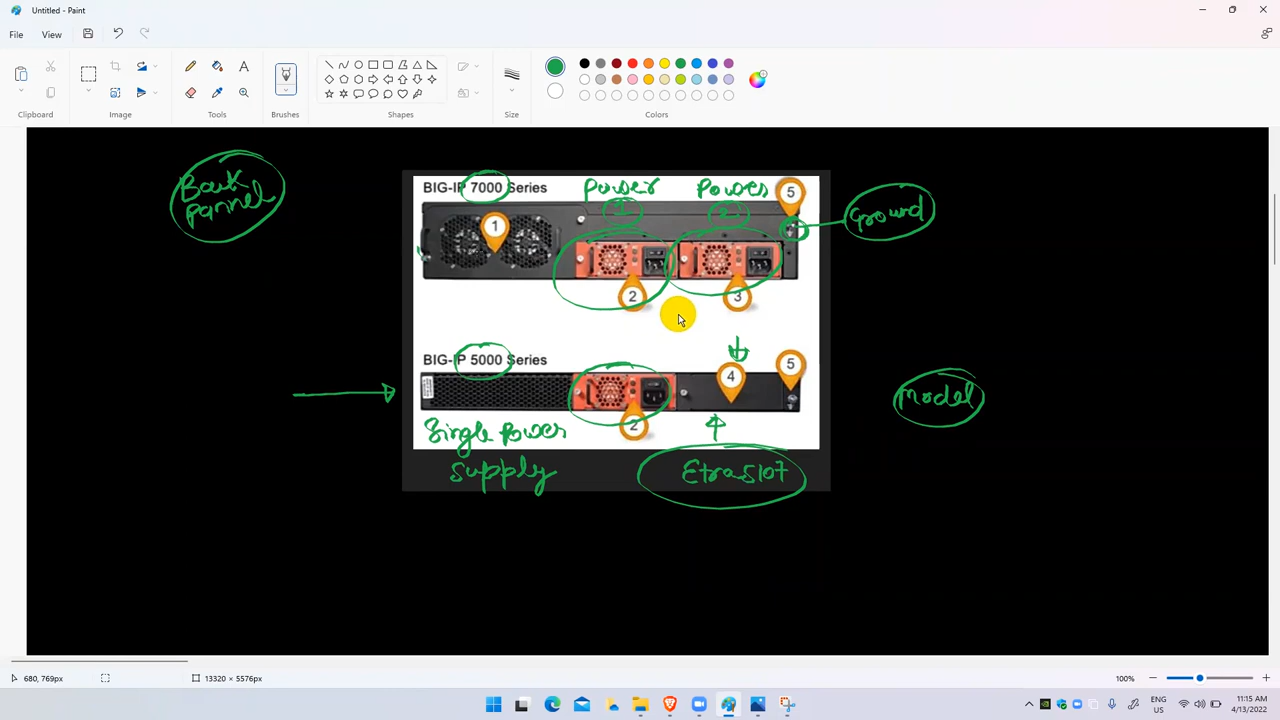 Untitled - Paint
File
View
Clipboard
Image
Tools
Brushes
Shapes
Size
Colors
Back
pannel
BIG-IP 7000 Series
Power
Power
5
1
2
Ground
1
2
3
BIG-IP 5000 Series
4
5
Model
2
Single Power
Supply
Etra slot
680, 769px
13320 × 5576px
100%
ENG
US
11:15 AM
4/13/2022